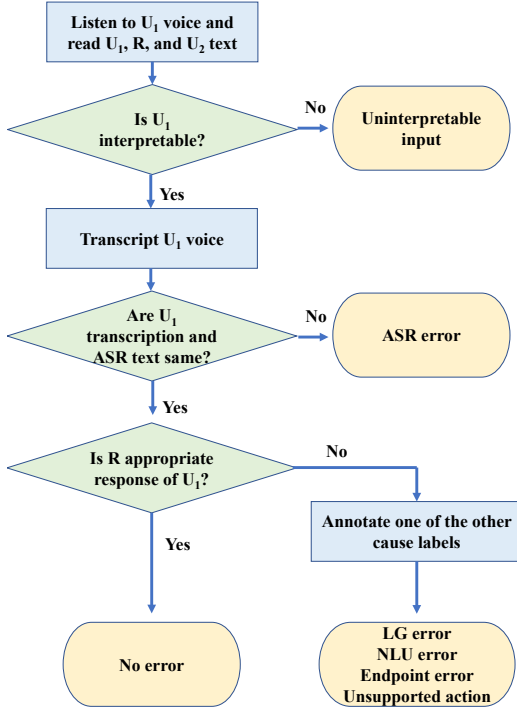 Listen to U₁ voice and
read U₁, R, and U₂ text
Is U₁
interpretable?
No
Uninterpretable
input
Yes
Transcript U₁ voice
Are U₁
transcription and
ASR text same?
No
ASR error
Yes
Is R appropriate
response of U₁?
No
Annotate one of the other
cause labels
Yes
No error
LG error
NLU error
Endpoint error
Unsupported action